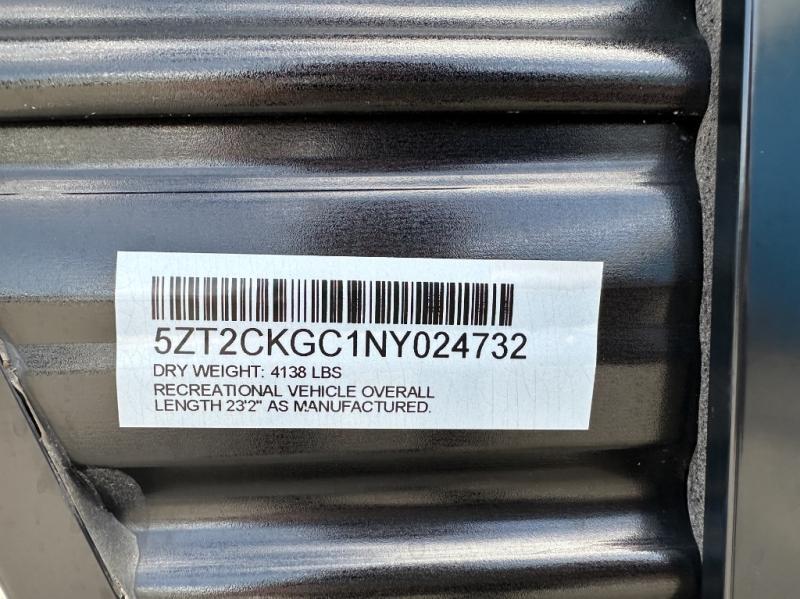 5ZT2CKGC1NY024732
DRY WEIGHT: 4138 LBS
RECREATIONAL VEHICLE OVERALL
LENGTH 23'2" AS MANUFACTURED.